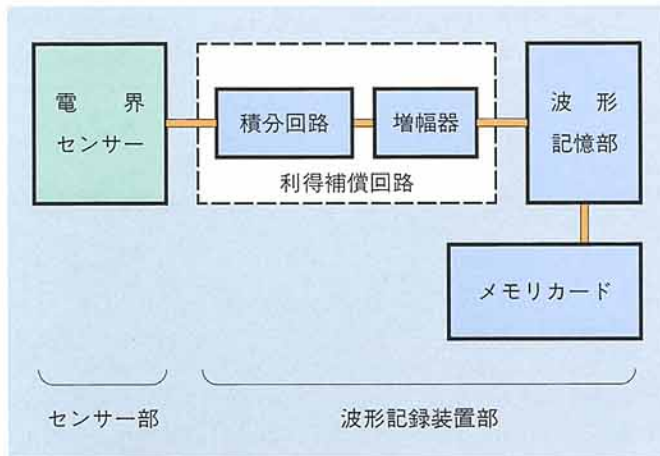 電 界
センサー
積分回路
増幅器
利得補償回路
波 形
記憶部
メモリカード
センサー部
波形記録装置部